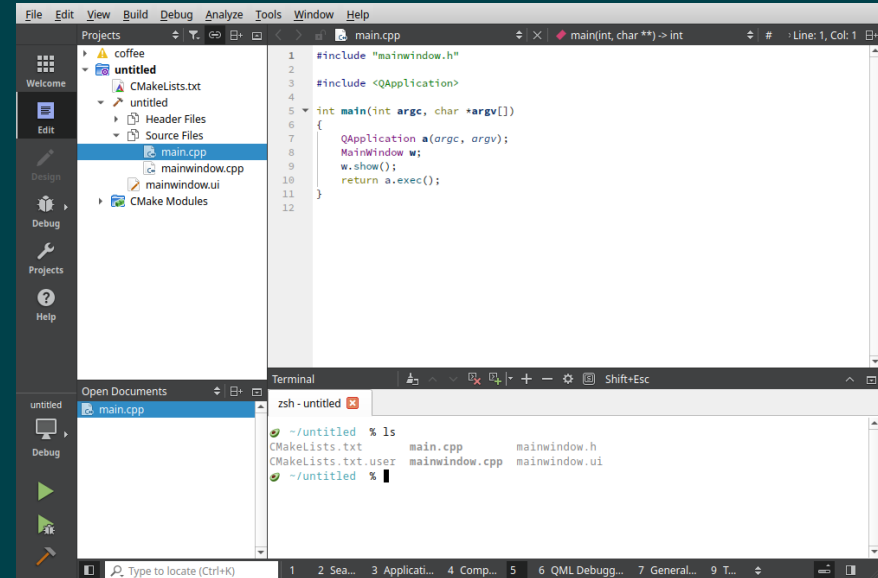 File Edit View Build Debug Analyze Tools Window Help
Projects
main.cpp
main(int, char **) -> int
#
Line: 1, Col: 1
Welcome
Edit
Design
Debug
Projects
Help
untitled
Debug
coffee
untitled
CMakeLists.txt
untitled
Header Files
Source Files
main.cpp
mainwindow.cpp
mainwindow.ui
CMake Modules
1 #include "mainwindow.h"
2
3 #include <QApplication>
4
5 int main(int argc, char *argv[])
6 {
7 QApplication a(argc, argv);
8 MainWindow w;
9 w.show();
10 return a.exec();
11 }
12
Open Documents
main.cpp
Terminal
Shift+Esc
zsh - untitled
~/untitled % ls
CMakeLists.txt main.cpp mainwindow.h
CMakeLists.txt.user mainwindow.cpp mainwindow.ui
~/untitled %
Type to locate (Ctrl+K)
1 2 Sea... 3 Applicati... 4 Comp... 5 6 QML Debugg... 7 General... 9 T...